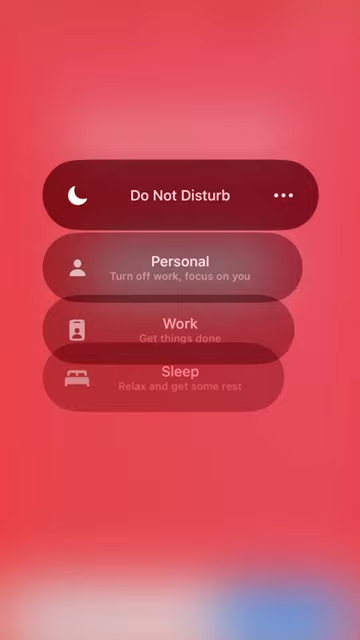 Do Not Disturb
Personal
Turn off work, focus on you
Work
Get things done
Sleep
Relax and get some rest